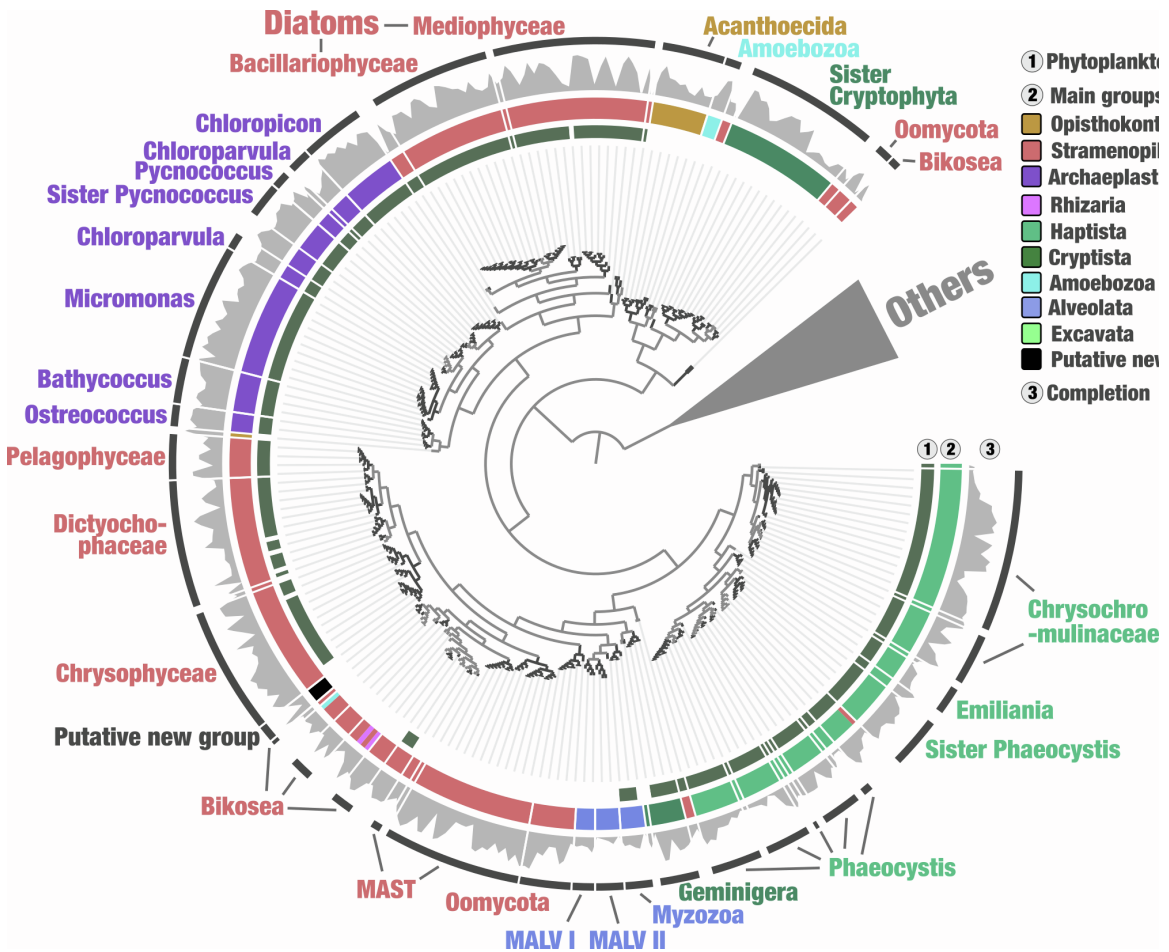 Diatoms
Mediophyceae
Bacillariophyceae
Acanthoecida
Amoebozoa
Sister
Cryptophyta
Oomycota
Bikosea
Chloropicon
Chloroparvula
Pycnococcus
Sister Pycnococcus
Chloroparvula
Micromonas
Bathycoccus
Ostreococcus
Pelagophyceae
Dictyocho-
phaceae
Chrysophyceae
Putative new group
Bikosea
MAST
Oomycota
MALV I
MALV II
Myzozoa
Geminigera
Phaeocystis
Sister Phaeocystis
Emiliania
Chrysochro
-mulinaceae
Others
1 2 3
1 Phytoplankto
2 Main groups
Opisthokont
Stramenopil
Archaeplast
Rhizaria
Haptista
Cryptista
Amoebozoa
Alveolata
Excavata
Putative new
3 Completion